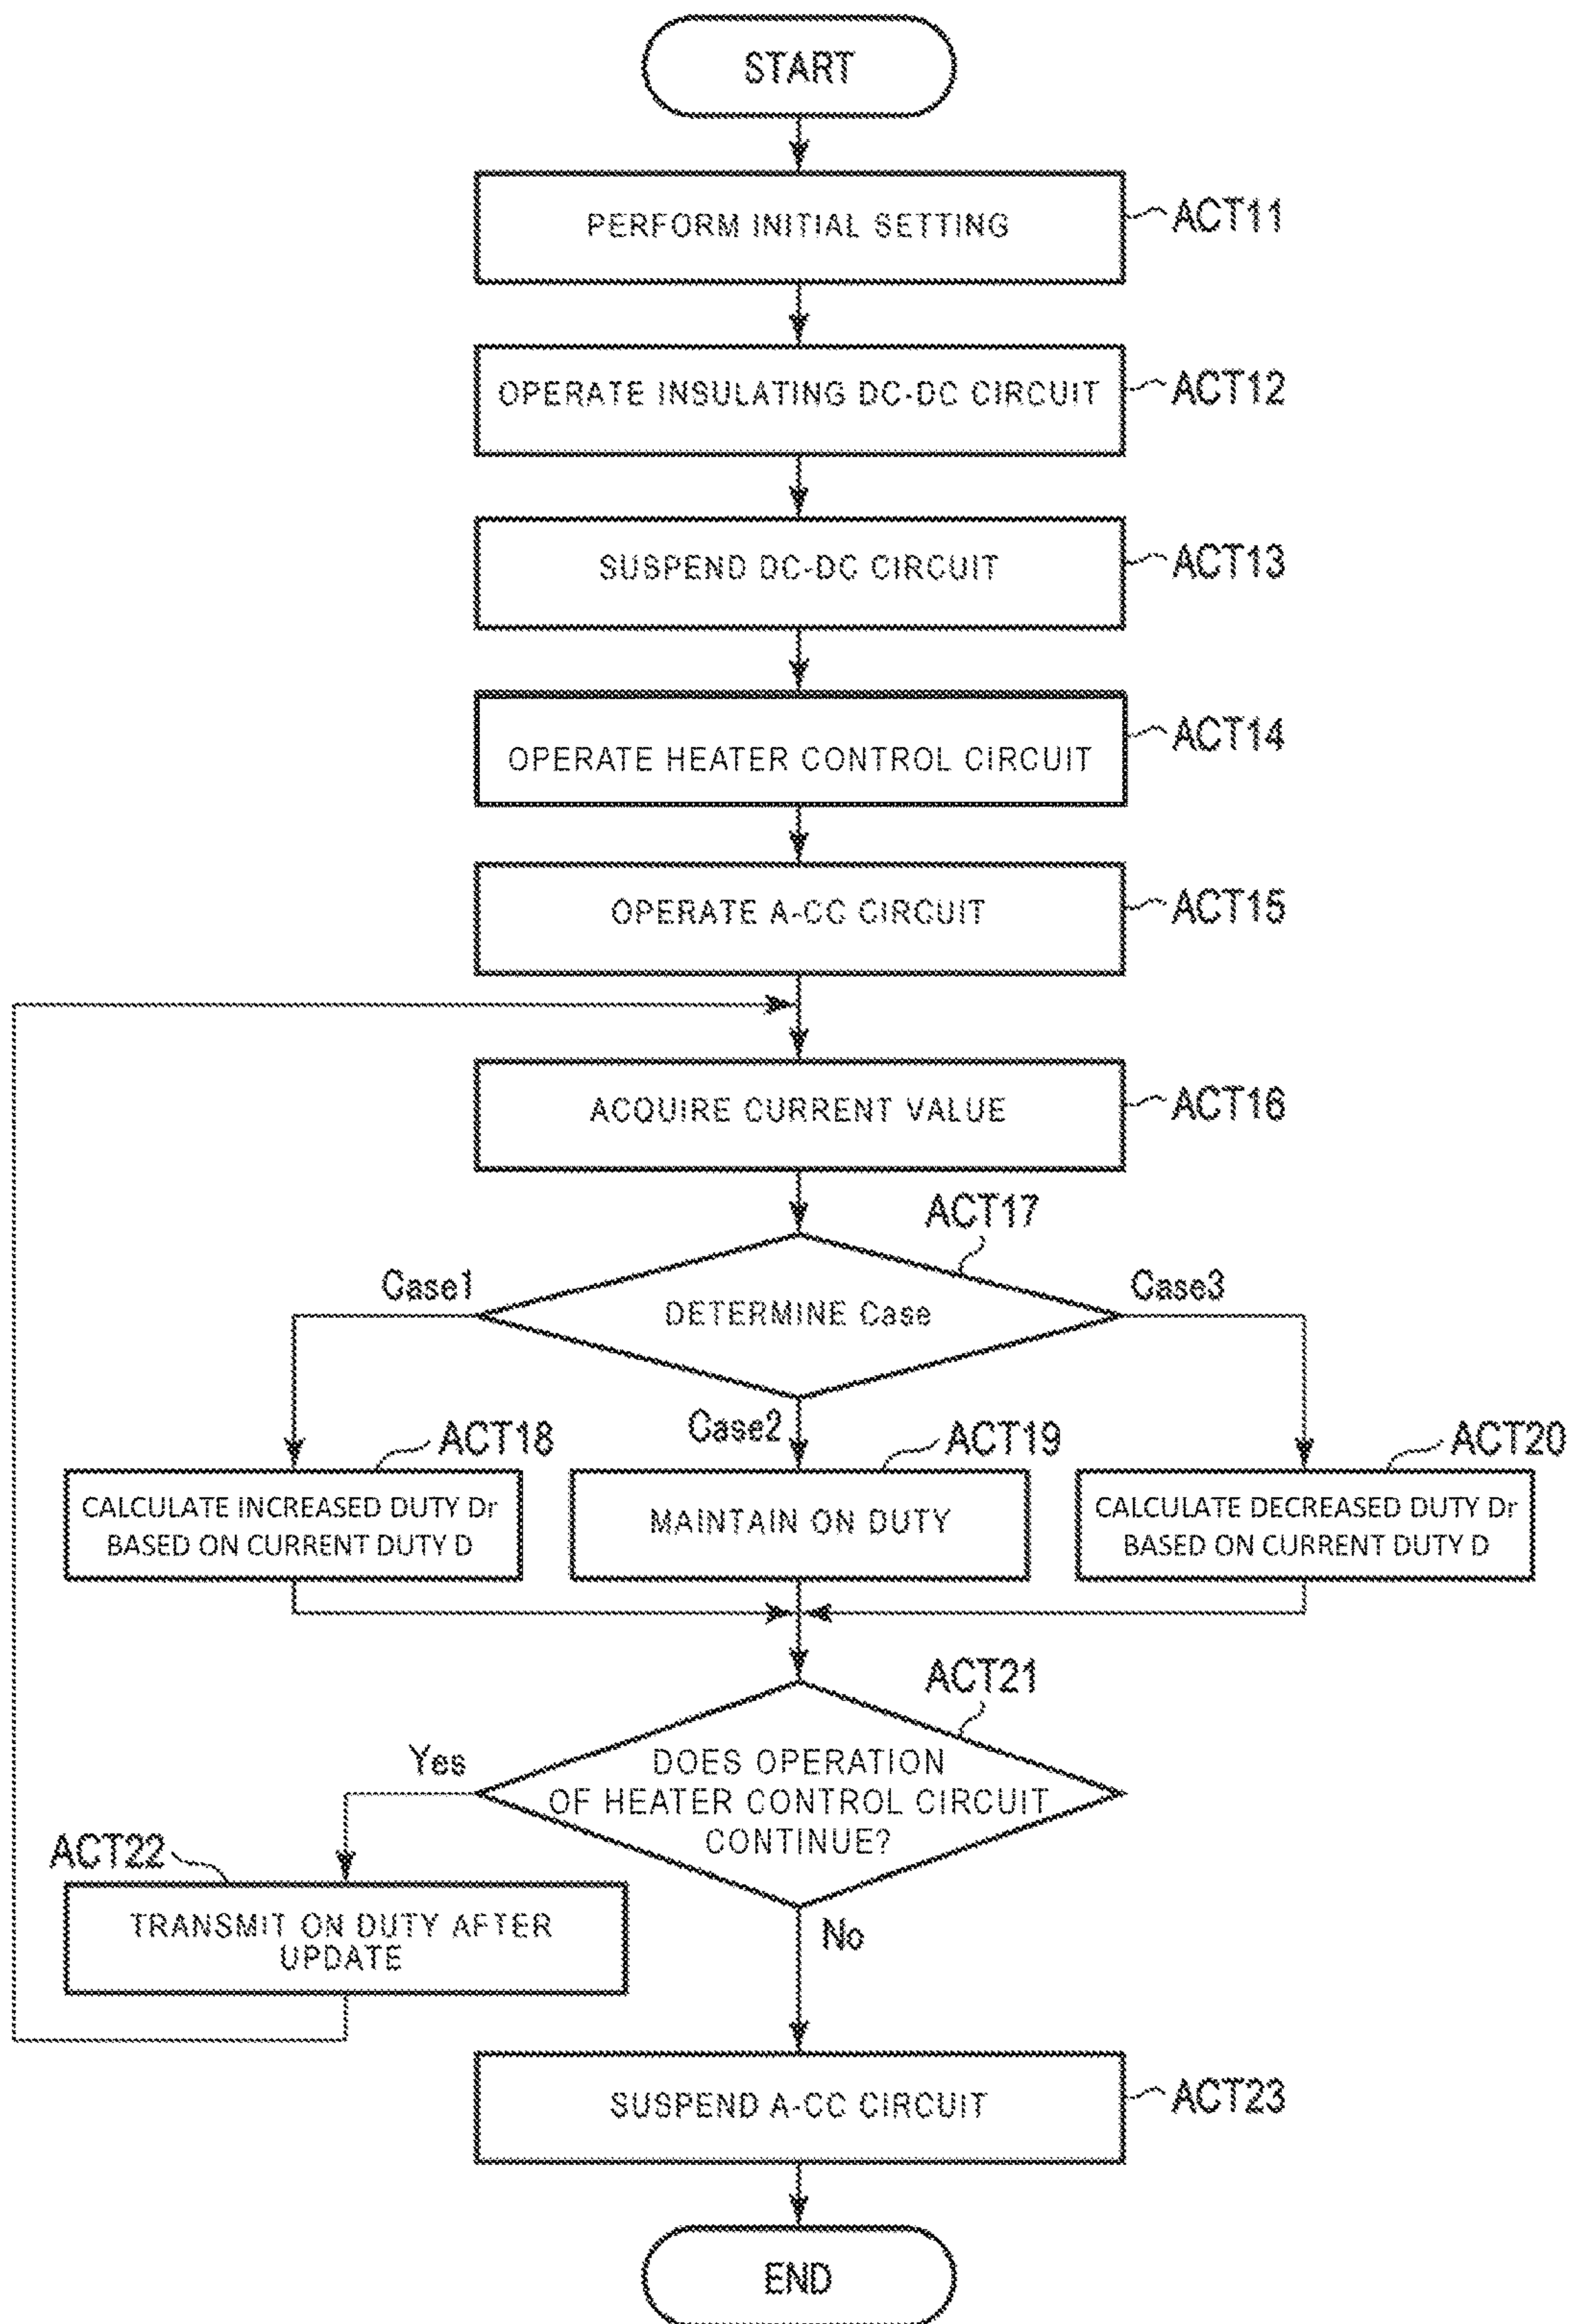 START
PERFORM INITIAL SETTING
ACT11
OPERATE INSULATING DC-DC CIRCUIT
ACT12
SUSPEND DC-DC CIRCUIT
ACT13
OPERATE HEATER CONTROL CIRCUIT
ACT14
OPERATE A-CC CIRCUIT
ACT15
ACQUIRE CURRENT VALUE
ACT16
ACT17
Case1
DETERMINE Case
Case3
Case2
ACT18
CALCULATE INCREASED DUTY Dr
BASED ON CURRENT DUTY D
ACT19
MAINTAIN ON DUTY
ACT20
CALCULATE DECREASED DUTY Dr
BASED ON CURRENT DUTY D
ACT21
Yes
DOES OPERATION
OF HEATER CONTROL CIRCUIT
CONTINUE?
No
ACT22
TRANSMIT ON DUTY AFTER
UPDATE
SUSPEND A-CC CIRCUIT
ACT23
END